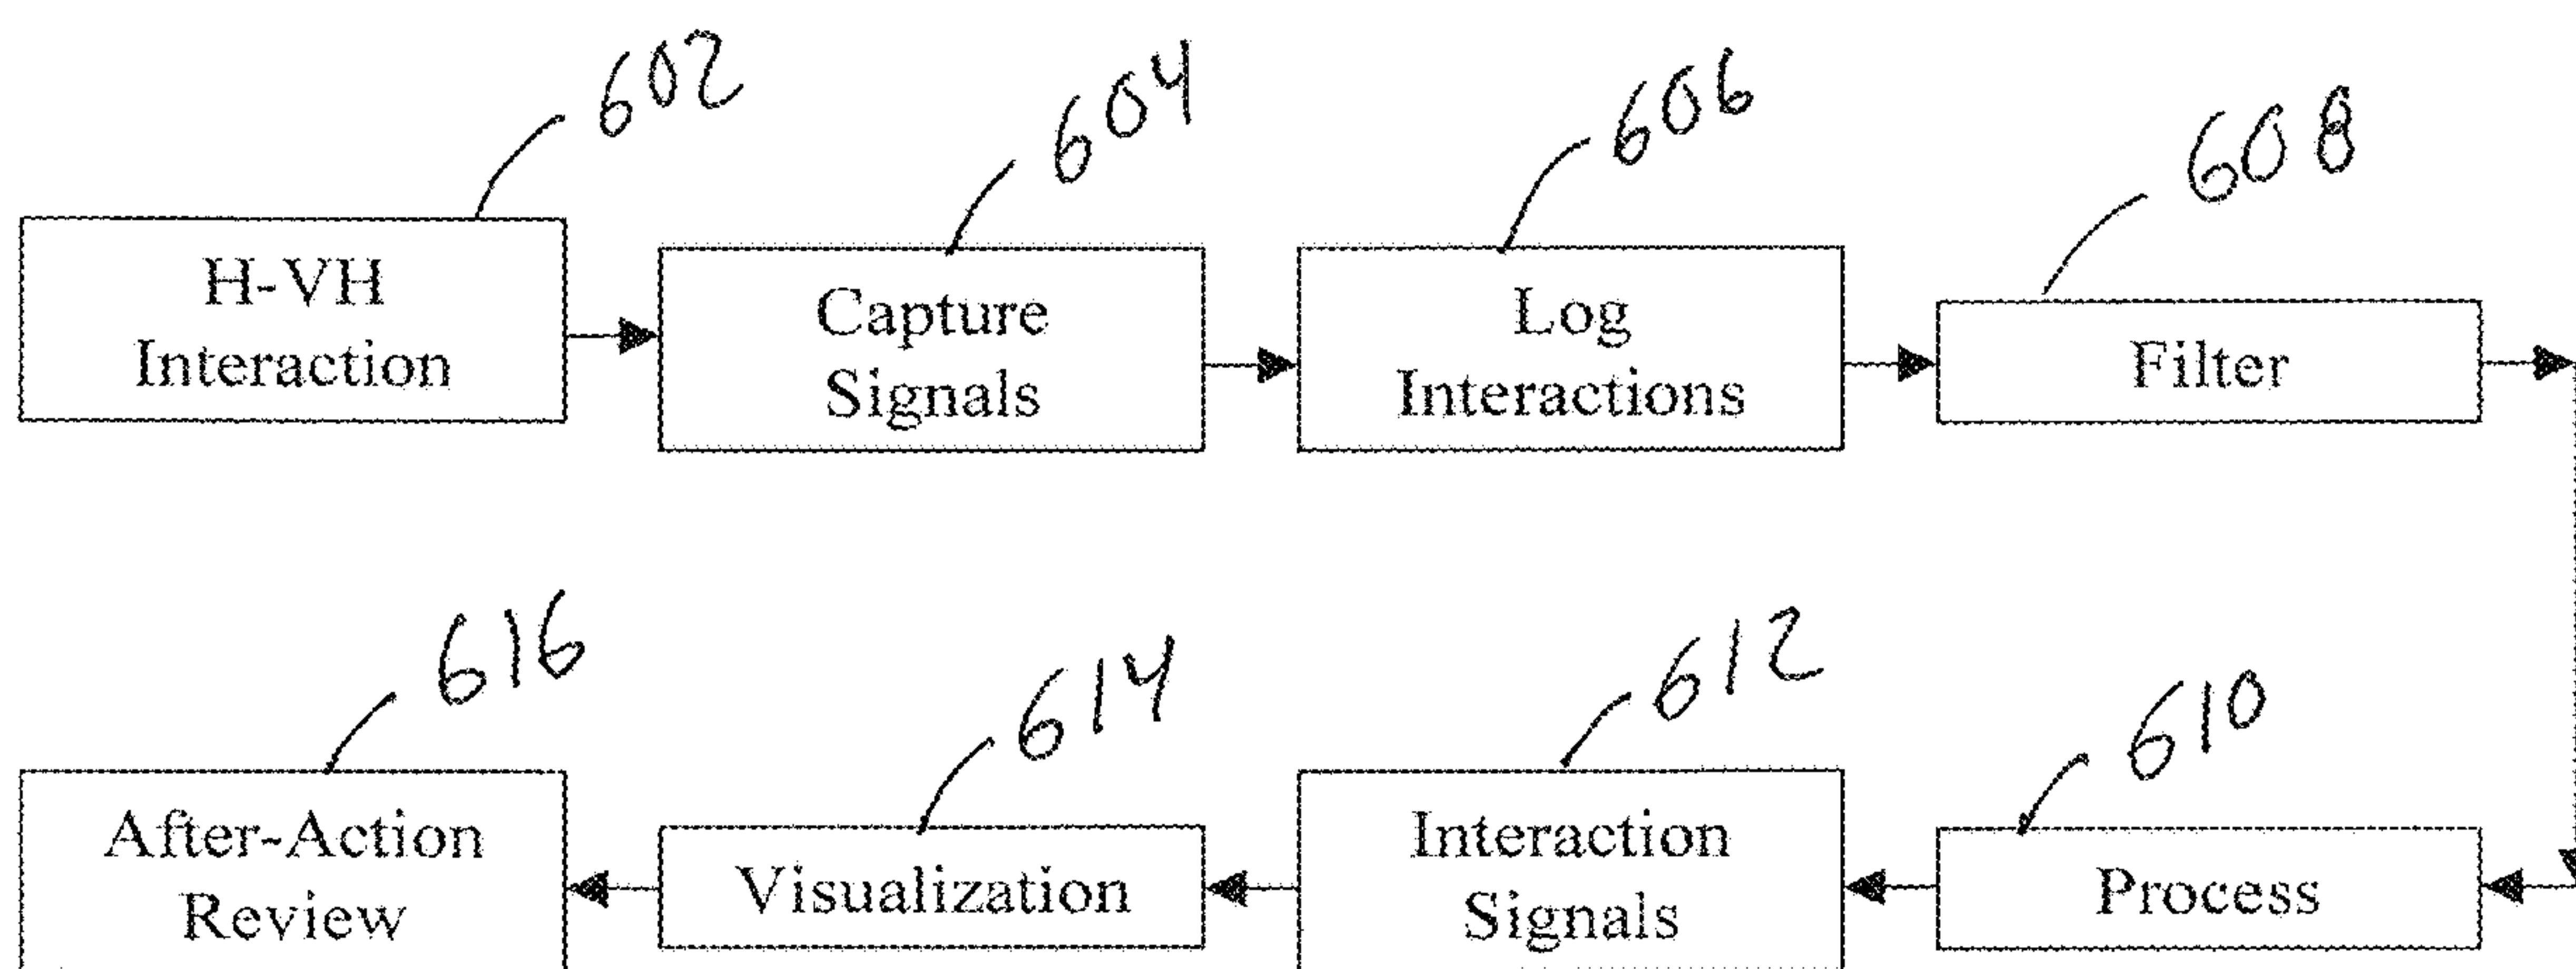 602
604
606
608
H-VH
Interaction
Capture
Signals
Log
Interactions
Filter
616
614
612
610
After-Action
Review
Visualization
Interaction
Signals
Process